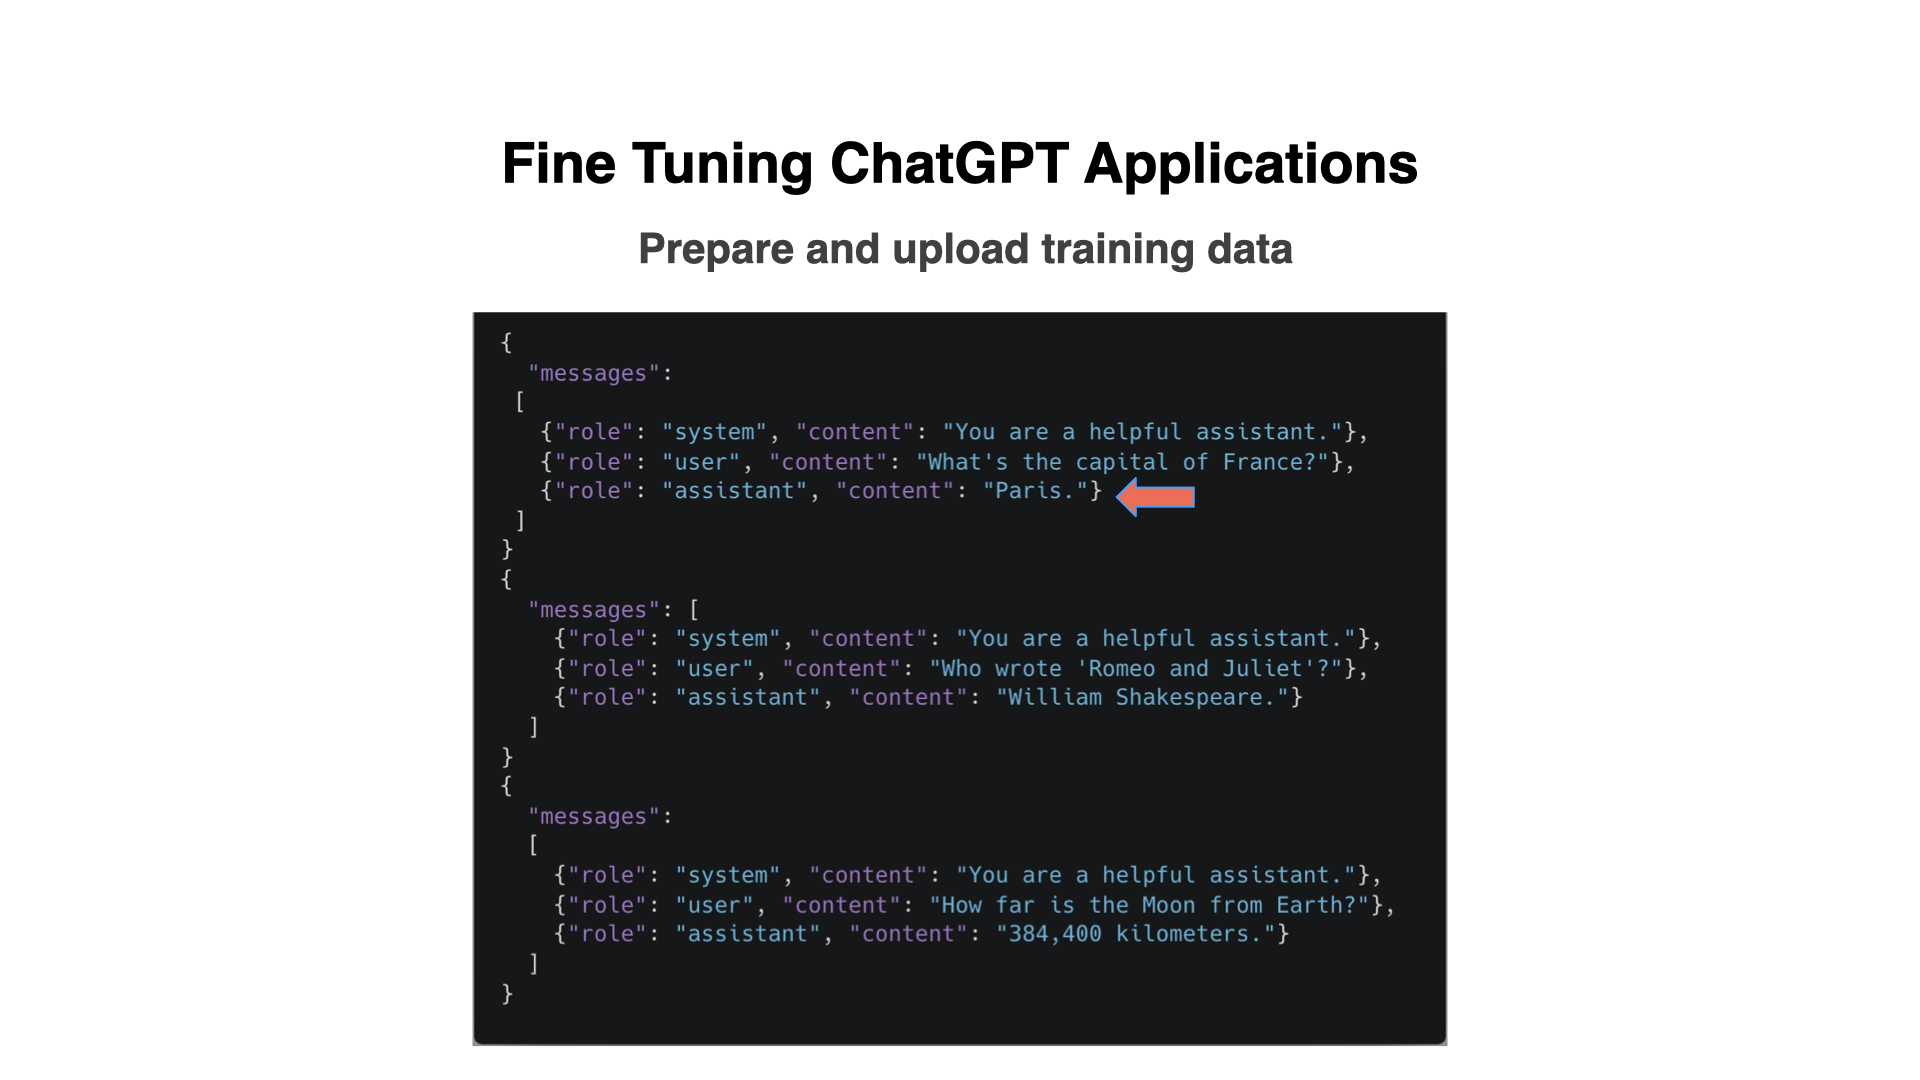 Fine Tuning ChatGPT Applications
Prepare and upload training data
{
  "messages":
 [
   {"role": "system", "content": "You are a helpful assistant."},
   {"role": "user", "content": "What's the capital of France?"},
   {"role": "assistant", "content": "Paris."}
 ]
}
{
  "messages": [
    {"role": "system", "content": "You are a helpful assistant."},
    {"role": "user", "content": "Who wrote 'Romeo and Juliet'?"},
    {"role": "assistant", "content": "William Shakespeare."}
  ]
}
{
  "messages":
  [
    {"role": "system", "content": "You are a helpful assistant."},
    {"role": "user", "content": "How far is the Moon from Earth?"},
    {"role": "assistant", "content": "384,400 kilometers."}
  ]
}